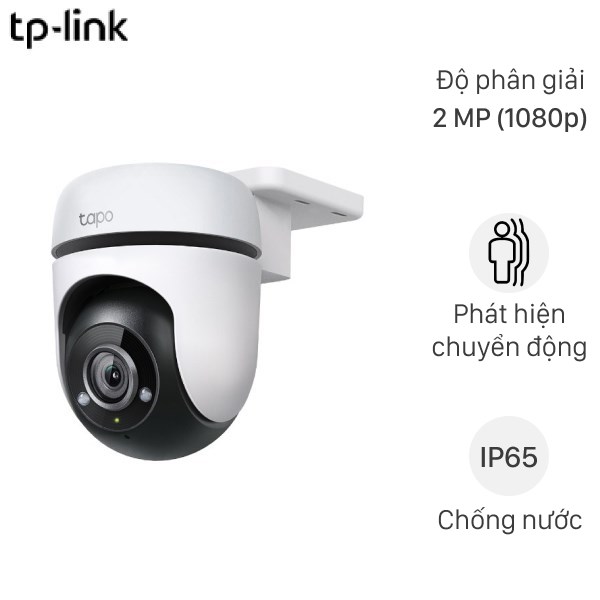 tp-link
Độ phân giải
2 MP (1080p)
tapo
Phát hiện
chuyển động
IP65
Chống nước